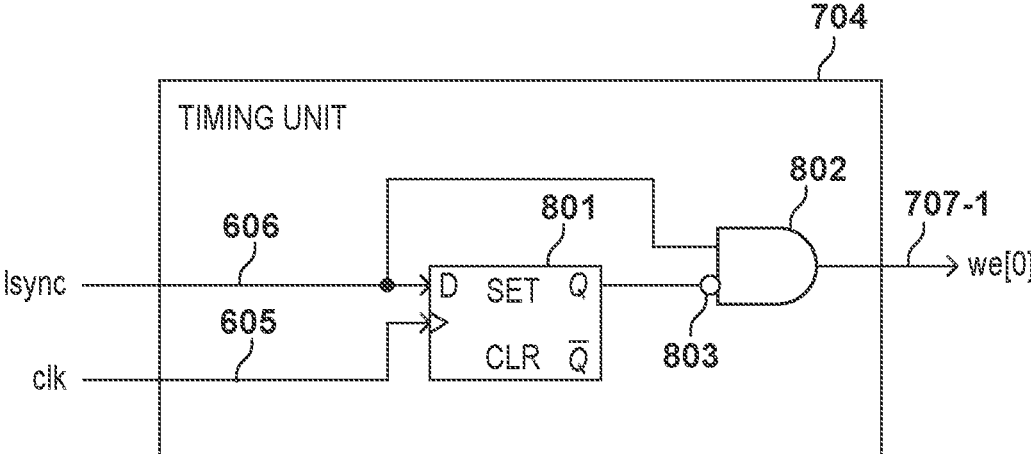 704
TIMING UNIT
802
801
707-1
606
lsync
D
SET
Q
we[0]
605
803
CLR
Q̅
clk